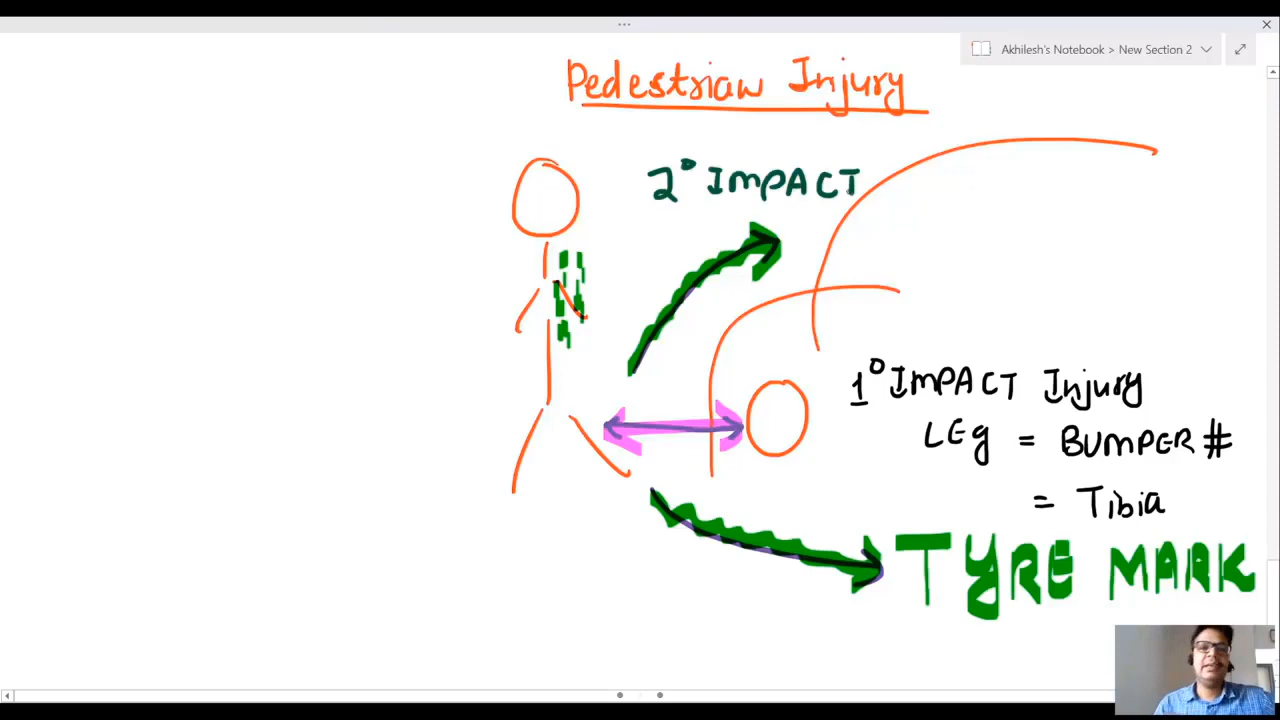 Akhilesh's Notebook > New Section 2
Pedestrian Injury
2° IMPACT
1° IMPACT Injury
LEg = BUMPER #
= Tibia
TYRE MARK